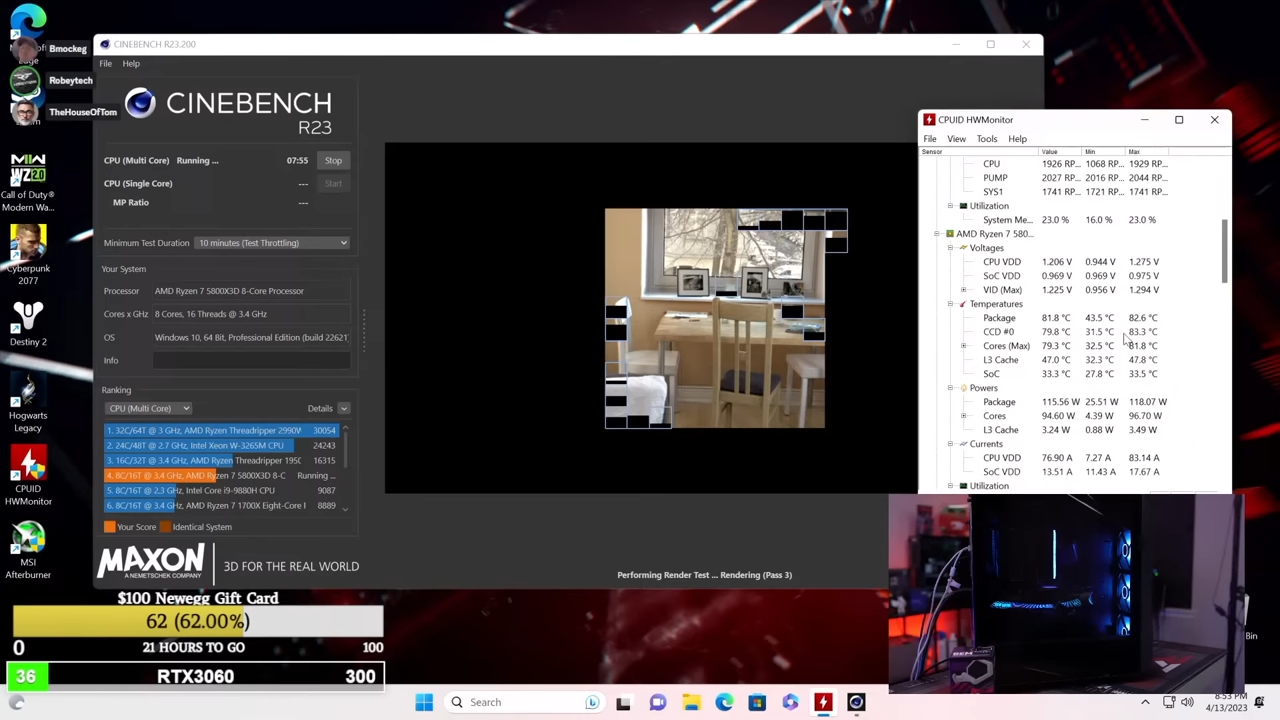 Microsoft
Edge
Bmockeg
Robeytech
TheHouseOfTom
Call of Duty®
Modern Wa...
Cyberpunk
2077
Destiny 2
Hogwarts
Legacy
CPUID
HWMonitor
MSI
Afterburner
CINEBENCH R23.200
File Help
CINEBENCH
R23
CPU (Multi Core) Running ... 07:55 Stop
CPU (Single Core) --- Start
MP Ratio ---
Minimum Test Duration 10 minutes (Test Throttling)
Your System
Processor AMD Ryzen 7 5800X3D 8-Core Processor
Cores x GHz 8 Cores, 16 Threads @ 3.4 GHz
OS Windows 10, 64 Bit, Professional Edition (build 22621)
Info
Ranking
CPU (Multi Core) Details
1. 32C/64T @ 3 GHz, AMD Ryzen Threadripper 2990W 30054
2. 24C/48T @ 2.7 GHz, Intel Xeon W-3265M CPU 24243
3. 16C/32T @ 3.4 GHz, AMD Ryzen Threadripper 1950 16315
4. 8C/16T @ 3.4 GHz, AMD Ryzen 7 5800X3D 8-C Running ...
5. 8C/16T @ 2.3 GHz, Intel Core i9-9880H CPU 9087
6. 8C/16T @ 3.4 GHz, AMD Ryzen 7 1700X Eight-Core 8889
Your Score Identical System
MAXON
A NEMETSCHEK COMPANY
3D FOR THE REAL WORLD
Performing Render Test ... Rendering (Pass 3)
CPUID HWMonitor
File View Tools Help
Sensor Value Min Max
CPU 1926 RP... 1068 RP... 1929 RP...
PUMP 2027 RP... 2016 RP... 2044 RP...
SYS1 1741 RP... 1721 RP... 1741 RP...
Utilization
System Me... 23.0 % 16.0 % 23.0 %
AMD Ryzen 7 580...
Voltages
CPU VDD 1.206 V 0.944 V 1.275 V
SoC VDD 0.969 V 0.969 V 0.975 V
VID (Max) 1.225 V 0.956 V 1.294 V
Temperatures
Package 81.8 °C 43.5 °C 82.6 °C
CCD #0 79.8 °C 31.5 °C 83.3 °C
Cores (Max) 79.3 °C 32.5 °C 81.8 °C
L3 Cache 47.0 °C 32.3 °C 47.8 °C
SoC 33.3 °C 27.8 °C 33.5 °C
Powers
Package 115.56 W 25.51 W 118.07 W
Cores 94.60 W 4.39 W 96.70 W
L3 Cache 3.24 W 0.88 W 3.49 W
Currents
CPU VDD 76.90 A 7.27 A 83.14 A
SoC VDD 13.51 A 11.43 A 17.67 A
Utilization
$100 Newegg Gift Card
62 (62.00%)
0 21 HOURS TO GO 100
36 RTX3060 300
Search
Bin
8:53 PM
4/13/2023